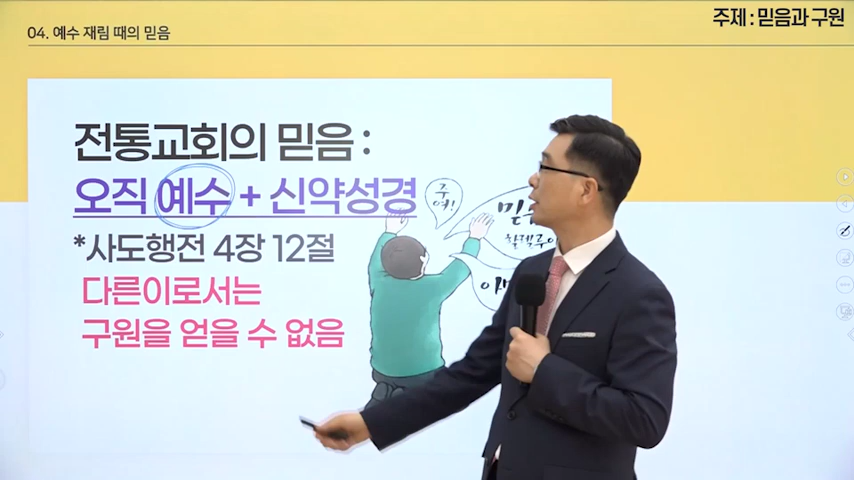 04. 예수 재림 때의 믿음
주제 : 믿음과 구원
전통교회의 믿음 :
오직 예수 + 신약성경
*사도행전 4장 12절
다른이로서는
구원을 얻을 수 없음
주
여!